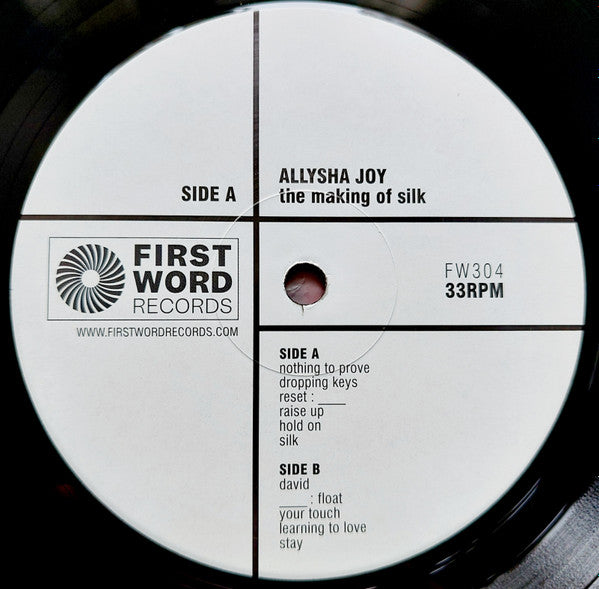 SIDE A
ALLYSHA JOY
the making of silk
FIRST
WORD
RECORDS
WWW.FIRSTWORDRECORDS.COM
FW304
33RPM
SIDE A
nothing to prove
dropping keys
reset : ____
raise up
hold on
silk
SIDE B
david
____ : float
your touch
learning to love
stay